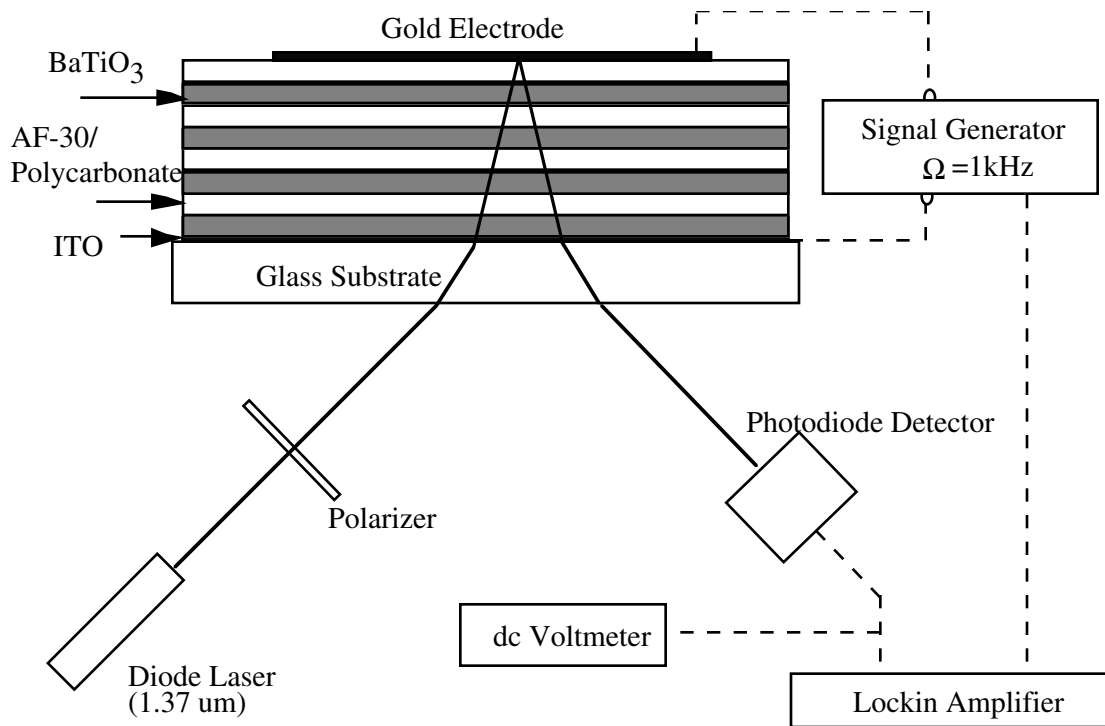 Gold Electrode
BaTiO3
AF-30/
Polycarbonate
ITO
Glass Substrate
Signal Generator
Ω =1kHz
Photodiode Detector
Polarizer
dc Voltmeter
Diode Laser
(1.37 um)
Lockin Amplifier